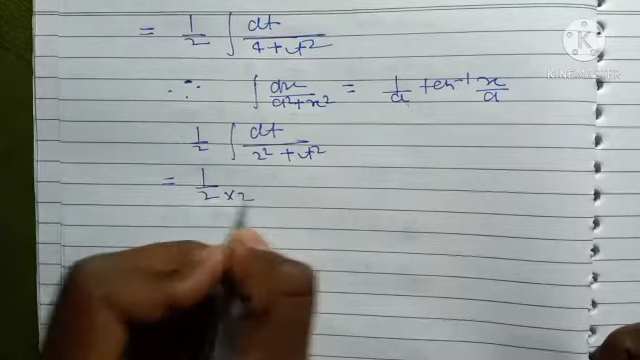 = 1/2 ∫ dt/(4+t²)
KINEMASTER
∵ ∫ dx/(a²+x²) = 1/a tan⁻¹ x/a
1/2 ∫ dt/(2²+t²)
= 1/(2×2)